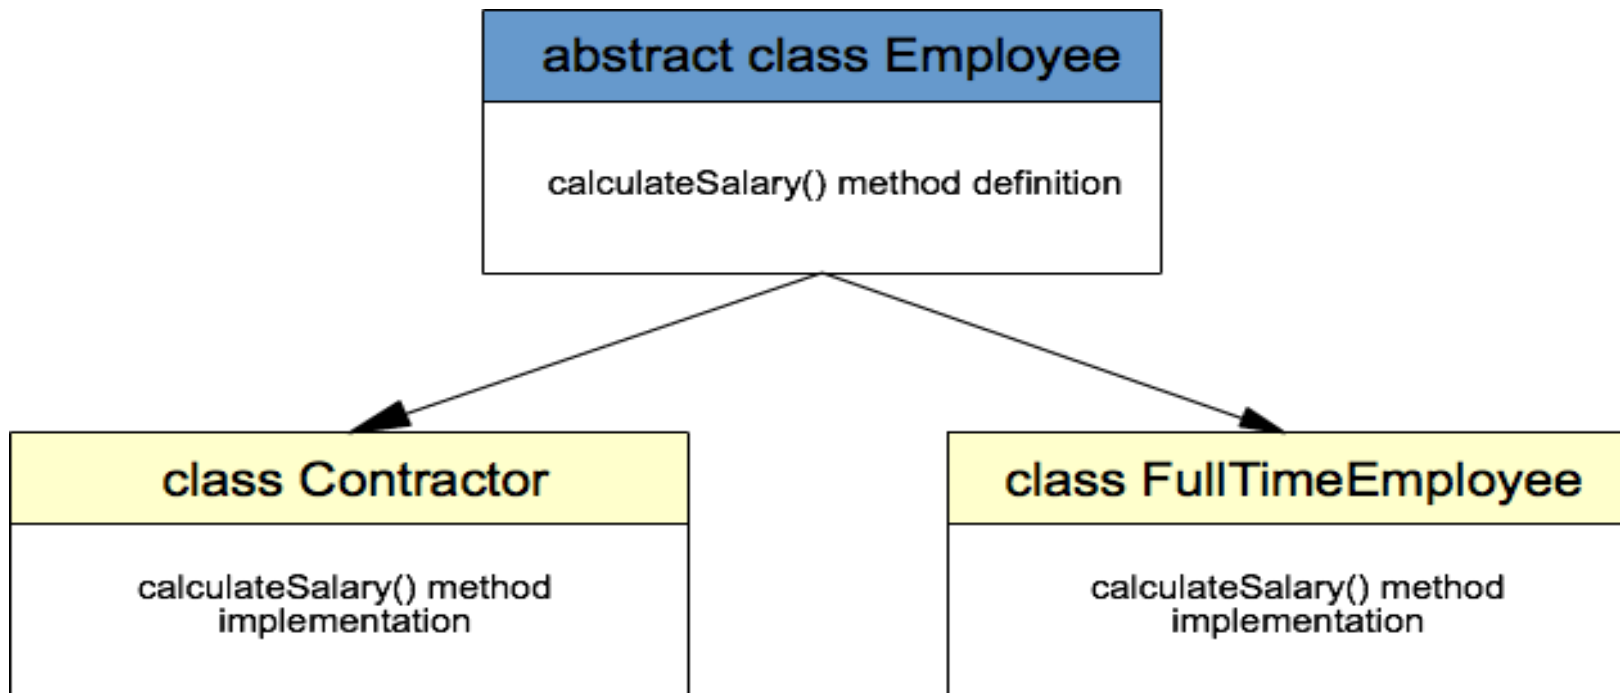 abstract class Employee
calculateSalary() method definition
class Contractor
calculateSalary() method
implementation
class FullTimeEmployee
calculateSalary() method
implementation